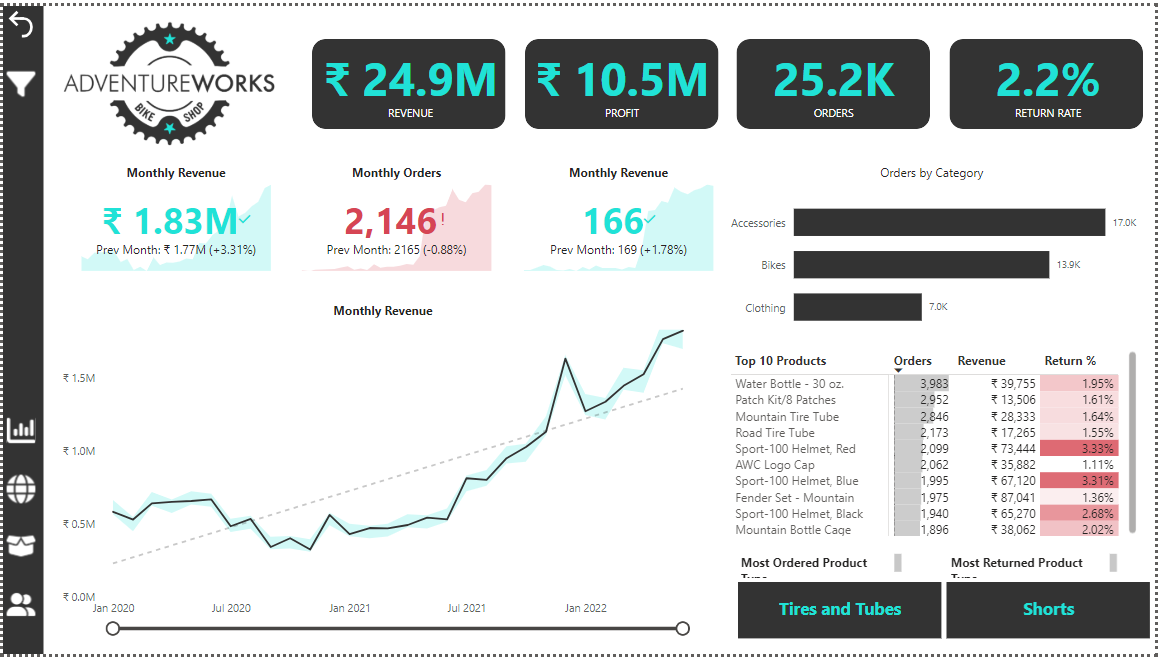 ADVENTUREWORKS
BIKE SHOP
₹ 24.9M
REVENUE
₹ 10.5M
PROFIT
25.2K
ORDERS
2.2%
RETURN RATE
Monthly Revenue
₹ 1.83M
Prev Month: ₹ 1.77M (+3.31%)
Monthly Orders
2,146!
Prev Month: 2165 (-0.88%)
Monthly Revenue
166
Prev Month: 169 (+1.78%)
Orders by Category
Accessories 17.0K
Bikes 13.9K
Clothing 7.0K
Monthly Revenue
₹ 1.5M
₹ 1.0M
₹ 0.5M
₹ 0.0M
Jan 2020 Jul 2020 Jan 2021 Jul 2021 Jan 2022
Top 10 Products Orders Revenue Return %
Water Bottle - 30 oz. 3,983 ₹ 39,755 1.95%
Patch Kit/8 Patches 2,952 ₹ 13,506 1.61%
Mountain Tire Tube 2,846 ₹ 28,333 1.64%
Road Tire Tube 2,173 ₹ 17,265 1.55%
Sport-100 Helmet, Red 2,099 ₹ 73,444 3.33%
AWC Logo Cap 2,062 ₹ 35,882 1.11%
Sport-100 Helmet, Blue 1,995 ₹ 67,120 3.31%
Fender Set - Mountain 1,975 ₹ 87,041 1.36%
Sport-100 Helmet, Black 1,940 ₹ 65,270 2.68%
Mountain Bottle Cage 1,896 ₹ 38,062 2.02%
Most Ordered Product
Type
Tires and Tubes
Most Returned Product
Type
Shorts